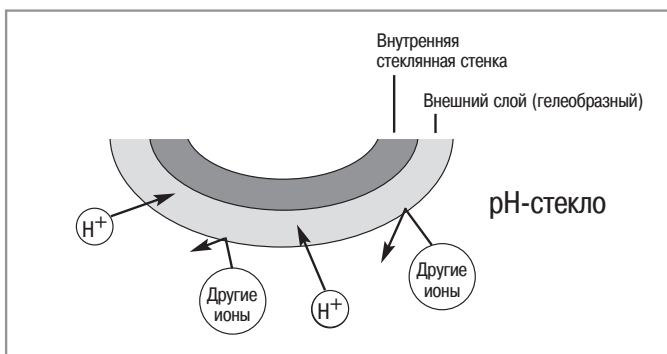 Внутренняя
стеклянная стенка
Внешний слой (гелеобразный)
pH-стекло
H+
Другие
ионы
H+
Другие
ионы